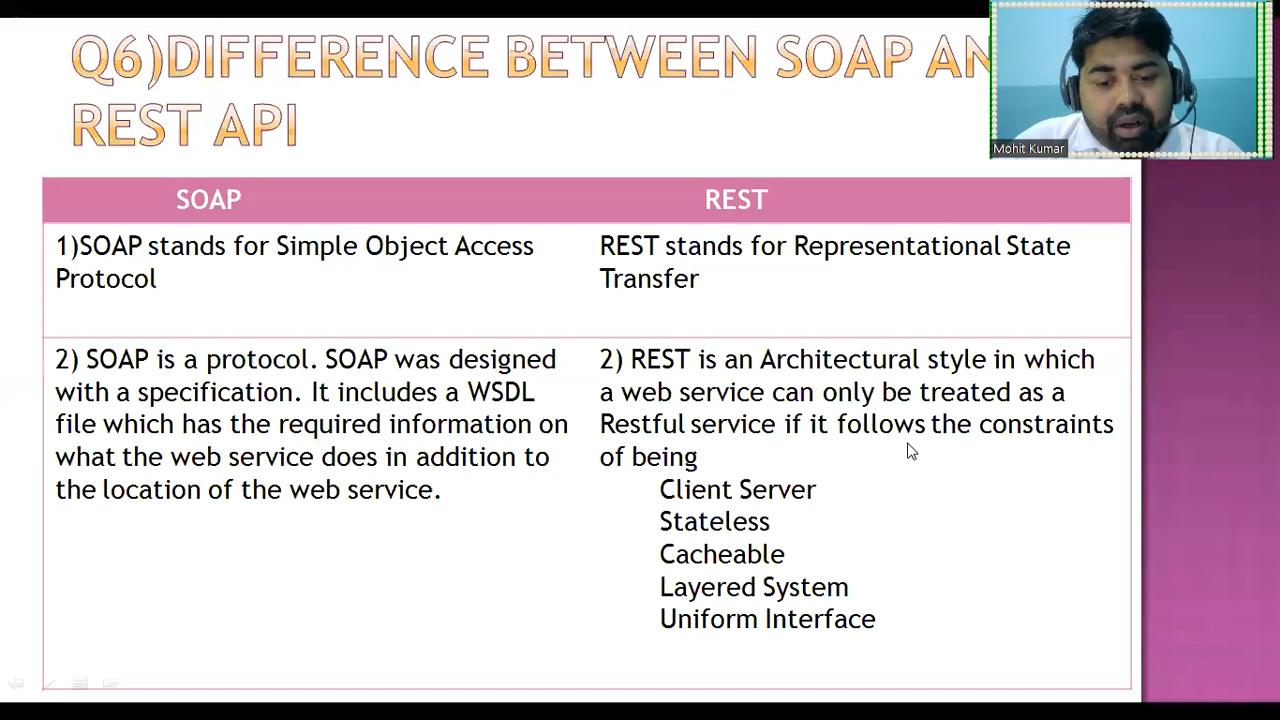 Q6)DIFFERENCE BETWEEN SOAP AN
REST API
Mohit Kumar
SOAP REST
1)SOAP stands for Simple Object Access
Protocol
REST stands for Representational State
Transfer
2) SOAP is a protocol. SOAP was designed
with a specification. It includes a WSDL
file which has the required information on
what the web service does in addition to
the location of the web service.
2) REST is an Architectural style in which
a web service can only be treated as a
Restful service if it follows the constraints
of being
Client Server
Stateless
Cacheable
Layered System
Uniform Interface